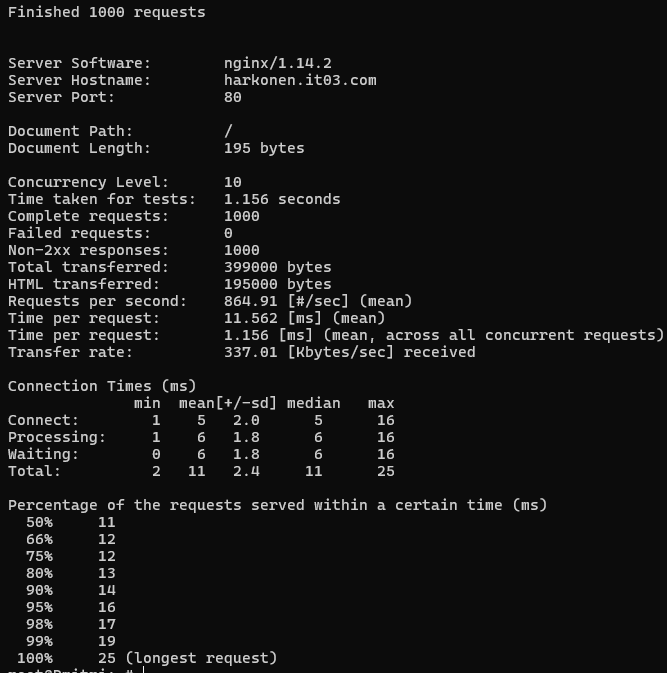 Finished 1000 requests
Server Software: nginx/1.14.2
Server Hostname: harkonen.it03.com
Server Port: 80
Document Path: /
Document Length: 195 bytes
Concurrency Level: 10
Time taken for tests: 1.156 seconds
Complete requests: 1000
Failed requests: 0
Non-2xx responses: 1000
Total transferred: 399000 bytes
HTML transferred: 195000 bytes
Requests per second: 864.91 [#/sec] (mean)
Time per request: 11.562 [ms] (mean)
Time per request: 1.156 [ms] (mean, across all concurrent requests)
Transfer rate: 337.01 [Kbytes/sec] received
Connection Times (ms)
min mean[+/-sd] median max
Connect: 1 5 2.0 5 16
Processing: 1 6 1.8 6 16
Waiting: 0 6 1.8 6 16
Total: 2 11 2.4 11 25
Percentage of the requests served within a certain time (ms)
50% 11
66% 12
75% 12
80% 13
90% 14
95% 16
98% 17
99% 19
100% 25 (longest request)